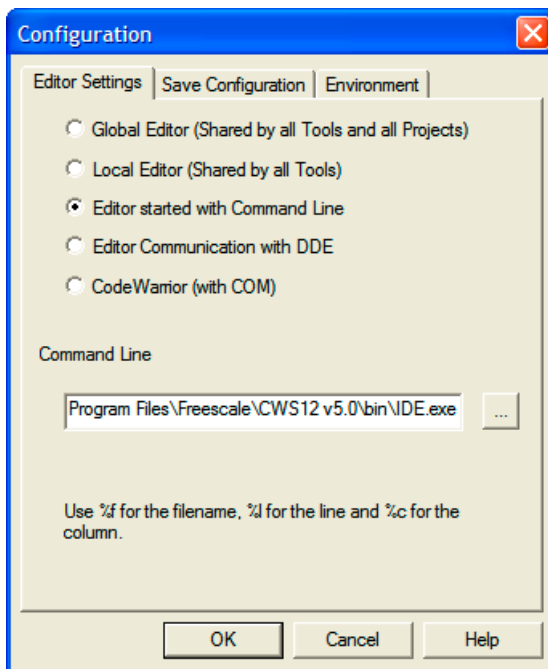 Configuration
Editor Settings Save Configuration Environment
Global Editor (Shared by all Tools and all Projects)
Local Editor (Shared by all Tools)
Editor started with Command Line
Editor Communication with DDE
CodeWarrior (with COM)
Command Line
Program Files\Freescale\CWS12 v5.0\bin\IDE.exe ...
Use %f for the filename, %l for the line and %c for the
column.
OK Cancel Help